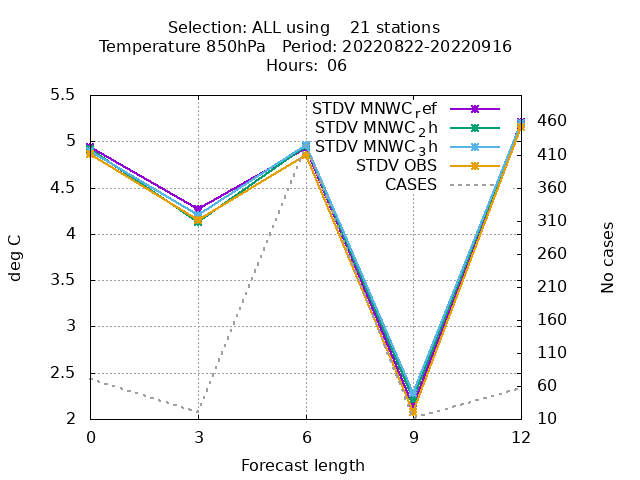 Selection: ALL using    21 stations
Temperature 850hPa   Period: 20220822-20220916
Hours: 06
STDV MNWC_ref
STDV MNWC_2h
STDV MNWC_3h
STDV OBS
CASES
5.5
5
4.5
4
3.5
3
2.5
2
deg C
460
410
360
310
260
210
160
110
60
10
No cases
0 3 6 9 12
Forecast length